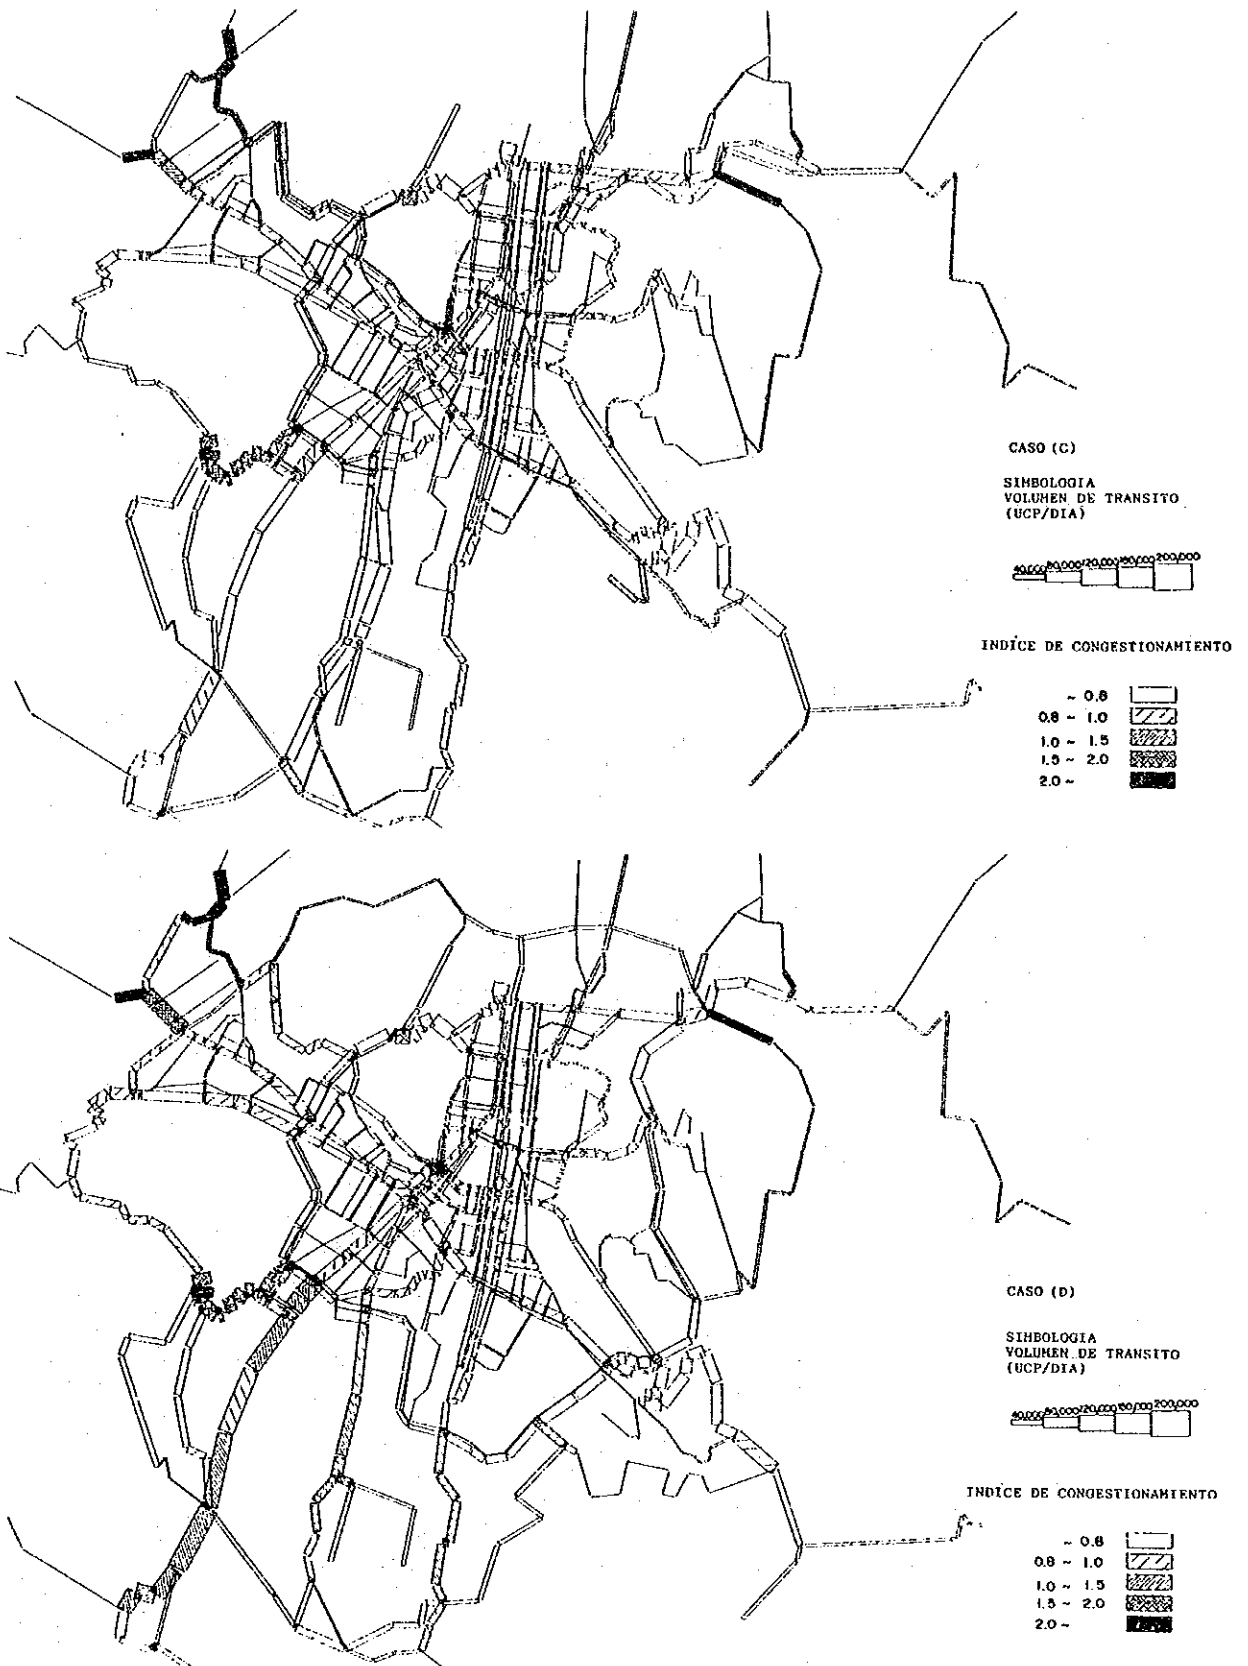 CASO (C)
SIMBOLOGIA
VOLUMEN DE TRANSITO
(UCP/DIA)
40,000 80,000 120,000 160,000 200,000
INDICE DE CONGESTIONAMIENTO
~ 0.8
0.8 ~ 1.0
1.0 ~ 1.5
1.5 ~ 2.0
2.0 ~
CASO (D)
SIMBOLOGIA
VOLUMEN DE TRANSITO
(UCP/DIA)
40,000 80,000 120,000 160,000 200,000
INDICE DE CONGESTIONAMIENTO
~ 0.8
0.8 ~ 1.0
1.0 ~ 1.5
1.5 ~ 2.0
2.0 ~